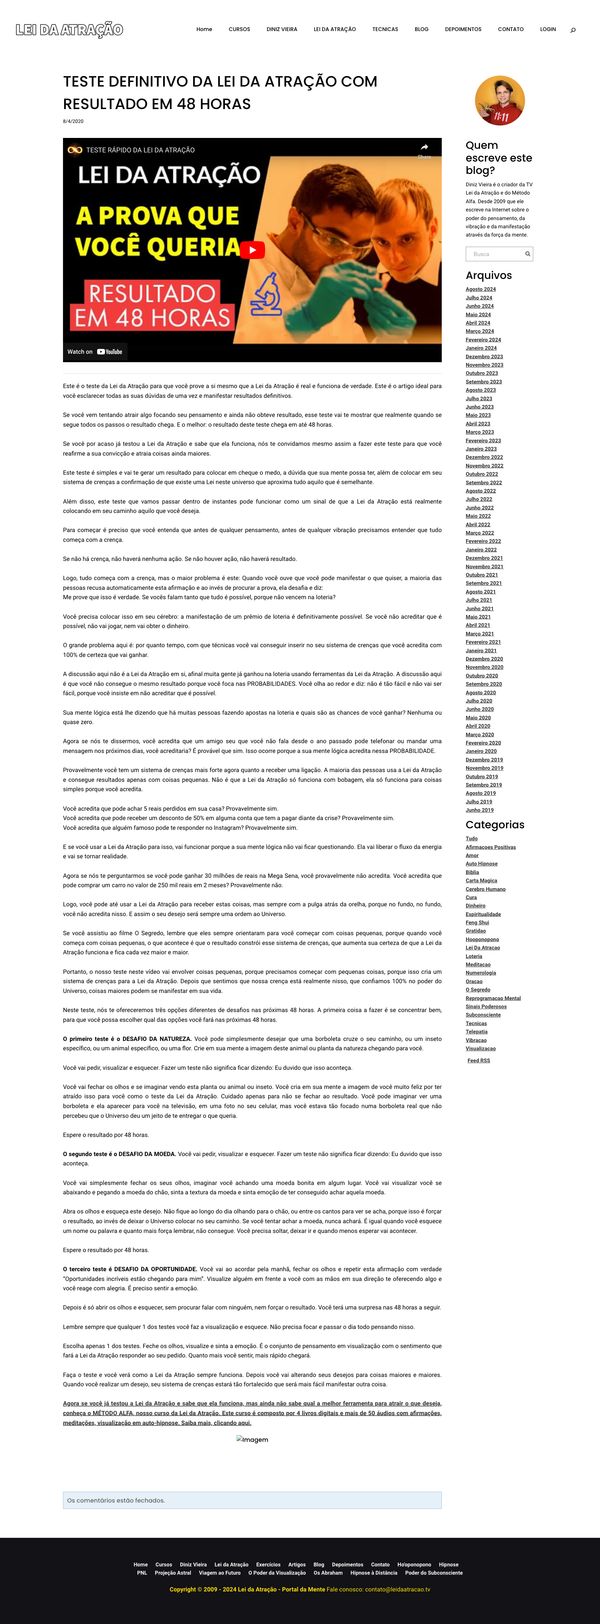 LEI DA ATRAÇÃO
Home CURSOS DINIZ VIEIRA LEI DA ATRAÇÃO TECNICAS BLOG DEPOIMENTOS CONTATO LOGIN
TESTE DEFINITIVO DA LEI DA ATRAÇÃO COM
RESULTADO EM 48 HORAS
8/4/2020
TESTE RÁPIDO DA LEI DA ATRAÇÃO
Share
LEI DA ATRAÇÃO
A PROVA QUE
VOCÊ QUERIA
RESULTADO
EM 48 HORAS
Watch on YouTube
Este é o teste da Lei da Atração para que você prove a si mesmo que a Lei da Atração é real e funciona de verdade. Este é o artigo ideal para
você esclarecer todas as suas dúvidas de uma vez e manifestar resultados definitivos.
Se você vem tentando atrair algo focando seu pensamento e ainda não obteve resultado, esse teste vai te mostrar que realmente quando se
segue todos os passos o resultado chega. E o melhor: o resultado deste teste chega em até 48 horas.
Se você por acaso já testou a Lei da Atração e sabe que ela funciona, nós te convidamos mesmo assim a fazer este teste para que você
reafirme a sua convicção e atraia coisas ainda maiores.
Este teste é simples e vai te gerar um resultado para colocar em cheque o medo, a dúvida que sua mente possa ter, além de colocar em seu
sistema de crenças a confirmação de que existe uma Lei neste universo que aproxima tudo aquilo que é semelhante.
Além disso, este teste que vamos passar dentro de instantes pode funcionar como um sinal de que a Lei da Atração está realmente
colocando em seu caminho aquilo que você deseja.
Para começar é preciso que você entenda que antes de qualquer pensamento, antes de qualquer vibração precisamos entender que tudo
começa com a crença.
Se não há crença, não haverá nenhuma ação. Se não houver ação, não haverá resultado.
Logo, tudo começa com a crença, mas o maior problema é este: Quando você ouve que você pode manifestar o que quiser, a maioria das
pessoas recusa automaticamente esta afirmação e ao invés de procurar a prova, ela desafia e diz:
Me prove que isso é verdade. Se vocês falam tanto que tudo é possível, porque não vencem na loteria?
Você precisa colocar isso em seu cérebro: a manifestação de um prêmio de loteria é definitivamente possível. Se você não acreditar que é
possível, não vai jogar, nem vai obter o dinheiro.
O grande problema aqui é: por quanto tempo, com que técnicas você vai conseguir inserir no seu sistema de crenças que você acredita com
100% de certeza que vai ganhar.
A discussão aqui não é a Lei da Atração em si, afinal muita gente já ganhou na loteria usando ferramentas da Lei da Atração. A discussão aqui
é que você não consegue o mesmo resultado porque você foca nas PROBABILIDADES. Você olha ao redor e diz: não é tão fácil e não vai ser
fácil, porque você insiste em não acreditar que é possível.
Sua mente lógica está lhe dizendo que há muitas pessoas fazendo apostas na loteria e quais são as chances de você ganhar? Nenhuma ou
quase zero.
Agora se nós te dissermos, você acredita que um amigo seu que você não fala desde o ano passado pode telefonar ou mandar uma
mensagem nos próximos dias, você acreditaria? É provável que sim. Isso ocorre porque a sua mente lógica acredita nessa PROBABILIDADE.
Provavelmente você tem um sistema de crenças mais forte agora quanto a receber uma ligação. A maioria das pessoas usa a Lei da Atração
e consegue resultados apenas com coisas pequenas. Não é que a Lei da Atração só funciona com bobagem, ela só funciona para coisas
simples porque você acredita.
Você acredita que pode achar 5 reais perdidos em sua casa? Provavelmente sim.
Você acredita que pode receber um desconto de 50% em alguma conta que tem a pagar diante da crise? Provavelmente sim.
Você acredita que alguém famoso pode te responder no Instagram? Provavelmente sim.
E se você usar a Lei da Atração para isso, vai funcionar porque a sua mente lógica não vai ficar questionando. Ela vai liberar o fluxo da energia
e vai se tornar realidade.
Agora se nós te perguntarmos se você pode ganhar 30 milhões de reais na Mega Sena, você provavelmente não acredita. Você acredita que
pode comprar um carro no valor de 250 mil reais em 2 meses? Provavelmente não.
Logo, você pode até usar a Lei da Atração para receber estas coisas, mas sempre com a pulga atrás da orelha, porque no fundo, no fundo,
você não acredita nisso. E assim o seu desejo será sempre uma ordem ao Universo.
Se você assistiu ao filme O Segredo, lembre que eles sempre orientaram para você começar com coisas pequenas, porque quando você
começa com coisas pequenas, o que acontece é que o resultado constrói esse sistema de crenças, que aumenta sua certeza de que a Lei da
Atração funciona e fica cada vez maior e maior.
Portanto, o nosso teste neste vídeo vai envolver coisas pequenas, porque precisamos começar com pequenas coisas, porque isso cria um
sistema de crenças para a Lei da Atração. Depois que sentimos que nossa crença está realmente nisso, que confiamos 100% no poder do
Universo, coisas maiores podem se manifestar em sua vida.
Neste teste, nós te ofereceremos três opções diferentes de desafios nas próximas 48 horas. A primeira coisa a fazer é se concentrar bem,
para que você possa escolher qual das opções você fará nas próximas 48 horas.
O primeiro teste é o DESAFIO DA NATUREZA. Você pode simplesmente desejar que uma borboleta cruze o seu caminho, ou um inseto
específico, ou um animal especifico, ou uma flor. Crie em sua mente a imagem deste animal ou planta da natureza chegando para você.
Você vai pedir, visualizar e esquecer. Fazer um teste não significa ficar dizendo: Eu duvido que isso aconteça.
Você vai fechar os olhos e se imaginar vendo esta planta ou animal ou inseto. Você cria em sua mente a imagem de você muito feliz por ter
atraído isso para você como o teste da Lei da Atração. Cuidado apenas para não se fechar ao resultado. Você pode imaginar ver uma
borboleta e ela aparecer para você na televisão, em uma foto no seu celular, mas você estava tão focado numa borboleta real que não
percebeu que o Universo deu um jeito de te entregar o que queria.
Espere o resultado por 48 horas.
O segundo teste é o DESAFIO DA MOEDA. Você vai pedir, visualizar e esquecer. Fazer um teste não significa ficar dizendo: Eu duvido que isso
aconteça.
Você vai simplesmente fechar os seus olhos, imaginar você achando uma moeda bonita em algum lugar. Você vai visualizar você se
abaixando e pegando a moeda do chão, sinta a textura da moeda e sinta emoção de ter conseguido achar aquela moeda.
Abra os olhos e esqueça este desejo. Não fique ao longo do dia olhando para o chão, ou entre os cantos para ver se acha, porque isso é forçar
o resultado, ao invés de deixar o Universo colocar no seu caminho. Se você tentar achar a moeda, nunca achará. É igual quando você esquece
um nome ou palavra e quanto mais força lembrar, não consegue. Você precisa soltar, deixar ir e quando menos esperar vai acontecer.
Espere o resultado por 48 horas.
O terceiro teste é DESAFIO DA OPORTUNIDADE. Você vai ao acordar pela manhã, fechar os olhos e repetir esta afirmação com verdade
"Oportunidades incríveis estão chegando para mim". Visualize alguém em frente a você com as mãos em sua direção te oferecendo algo e
você reage com alegria. É preciso sentir a emoção.
Depois é só abrir os olhos e esquecer, sem procurar falar com ninguém, nem forçar o resultado. Você terá uma surpresa nas 48 horas a seguir.
Lembre sempre que qualquer 1 dos testes você faz a visualização e esquece. Não precisa focar e passar o dia todo pensando nisso.
Escolha apenas 1 dos testes. Feche os olhos, visualize e sinta a emoção. É o conjunto de pensamento em visualização com o sentimento que
fará a Lei da Atração responder ao seu pedido. Quanto mais você sentir, mais rápido chegará.
Faça o teste e você verá como a Lei da Atração sempre funciona. Depois você vai alterando seus desejos para coisas maiores e maiores.
Quando você realizar um desejo, seu sistema de crenças estará tão fortalecido que será mais fácil manifestar outra coisa.
Agora se você já testou a Lei da Atração e sabe que ela funciona, mas ainda não sabe qual a melhor ferramenta para atrair o que deseja,
conheça o MÉTODO ALFA, nosso curso da Lei da Atração. Este curso é composto por 4 livros digitais e mais de 50 áudios com afirmações,
meditações, visualização em auto-hipnose. Saiba mais, clicando aqui.
Imagem
Os comentários estão fechados.
11:11
Quem
escreve este
blog?
Diniz Vieira é o criador da TV
Lei da Atração e do Método
Alfa. Desde 2009 que ele
escreve na Internet sobre o
poder do pensamento, da
vibração e da manifestação
através da força da mente.
Busca
Arquivos
Agosto 2024
Julho 2024
Junho 2024
Maio 2024
Abril 2024
Março 2024
Fevereiro 2024
Janeiro 2024
Dezembro 2023
Novembro 2023
Outubro 2023
Setembro 2023
Agosto 2023
Julho 2023
Junho 2023
Maio 2023
Abril 2023
Março 2023
Fevereiro 2023
Janeiro 2023
Dezembro 2022
Novembro 2022
Outubro 2022
Setembro 2022
Agosto 2022
Julho 2022
Junho 2022
Maio 2022
Abril 2022
Março 2022
Fevereiro 2022
Janeiro 2022
Dezembro 2021
Novembro 2021
Outubro 2021
Setembro 2021
Agosto 2021
Julho 2021
Junho 2021
Maio 2021
Abril 2021
Março 2021
Fevereiro 2021
Janeiro 2021
Dezembro 2020
Novembro 2020
Outubro 2020
Setembro 2020
Agosto 2020
Julho 2020
Junho 2020
Maio 2020
Abril 2020
Março 2020
Fevereiro 2020
Janeiro 2020
Dezembro 2019
Novembro 2019
Outubro 2019
Setembro 2019
Agosto 2019
Julho 2019
Junho 2019
Categorias
Tudo
Afirmacoes Positivas
Amor
Auto Hipnose
Biblia
Carta Magica
Cerebro Humano
Cura
Dinheiro
Espiritualidade
Feng Shui
Gratidao
Hooponopono
Lei Da Atracao
Loteria
Meditacao
Numerologia
Oracao
O Segredo
Reprogramacao Mental
Sinais Poderosos
Subconsciente
Tecnicas
Telepatia
Vibracao
Visualizacao
Feed RSS
Home Cursos Diniz Vieira Lei da Atração Exercícios Artigos Blog Depoimentos Contato Ho'oponopono Hipnose
PNL Projeção Astral Viagem ao Futuro O Poder da Visualização Os Abraham Hipnose à Distância Poder do Subconsciente
Copyright © 2009 - 2024 Lei da Atração - Portal da Mente Fale conosco: contato@leidaatracao.tv